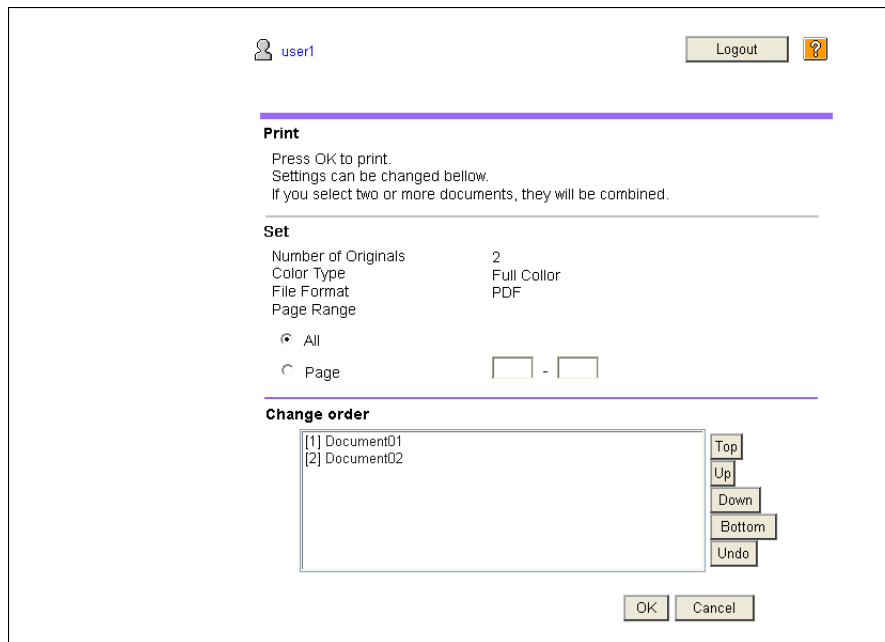 user1
Logout
?
Print
Press OK to print.
Settings can be changed bellow.
If you select two or more documents, they will be combined.
Set
Number of Originals 2
Color Type Full Collor
File Format PDF
Page Range
All
Page -
Change order
[1] Document01
[2] Document02
Top
Up
Down
Bottom
Undo
OK Cancel